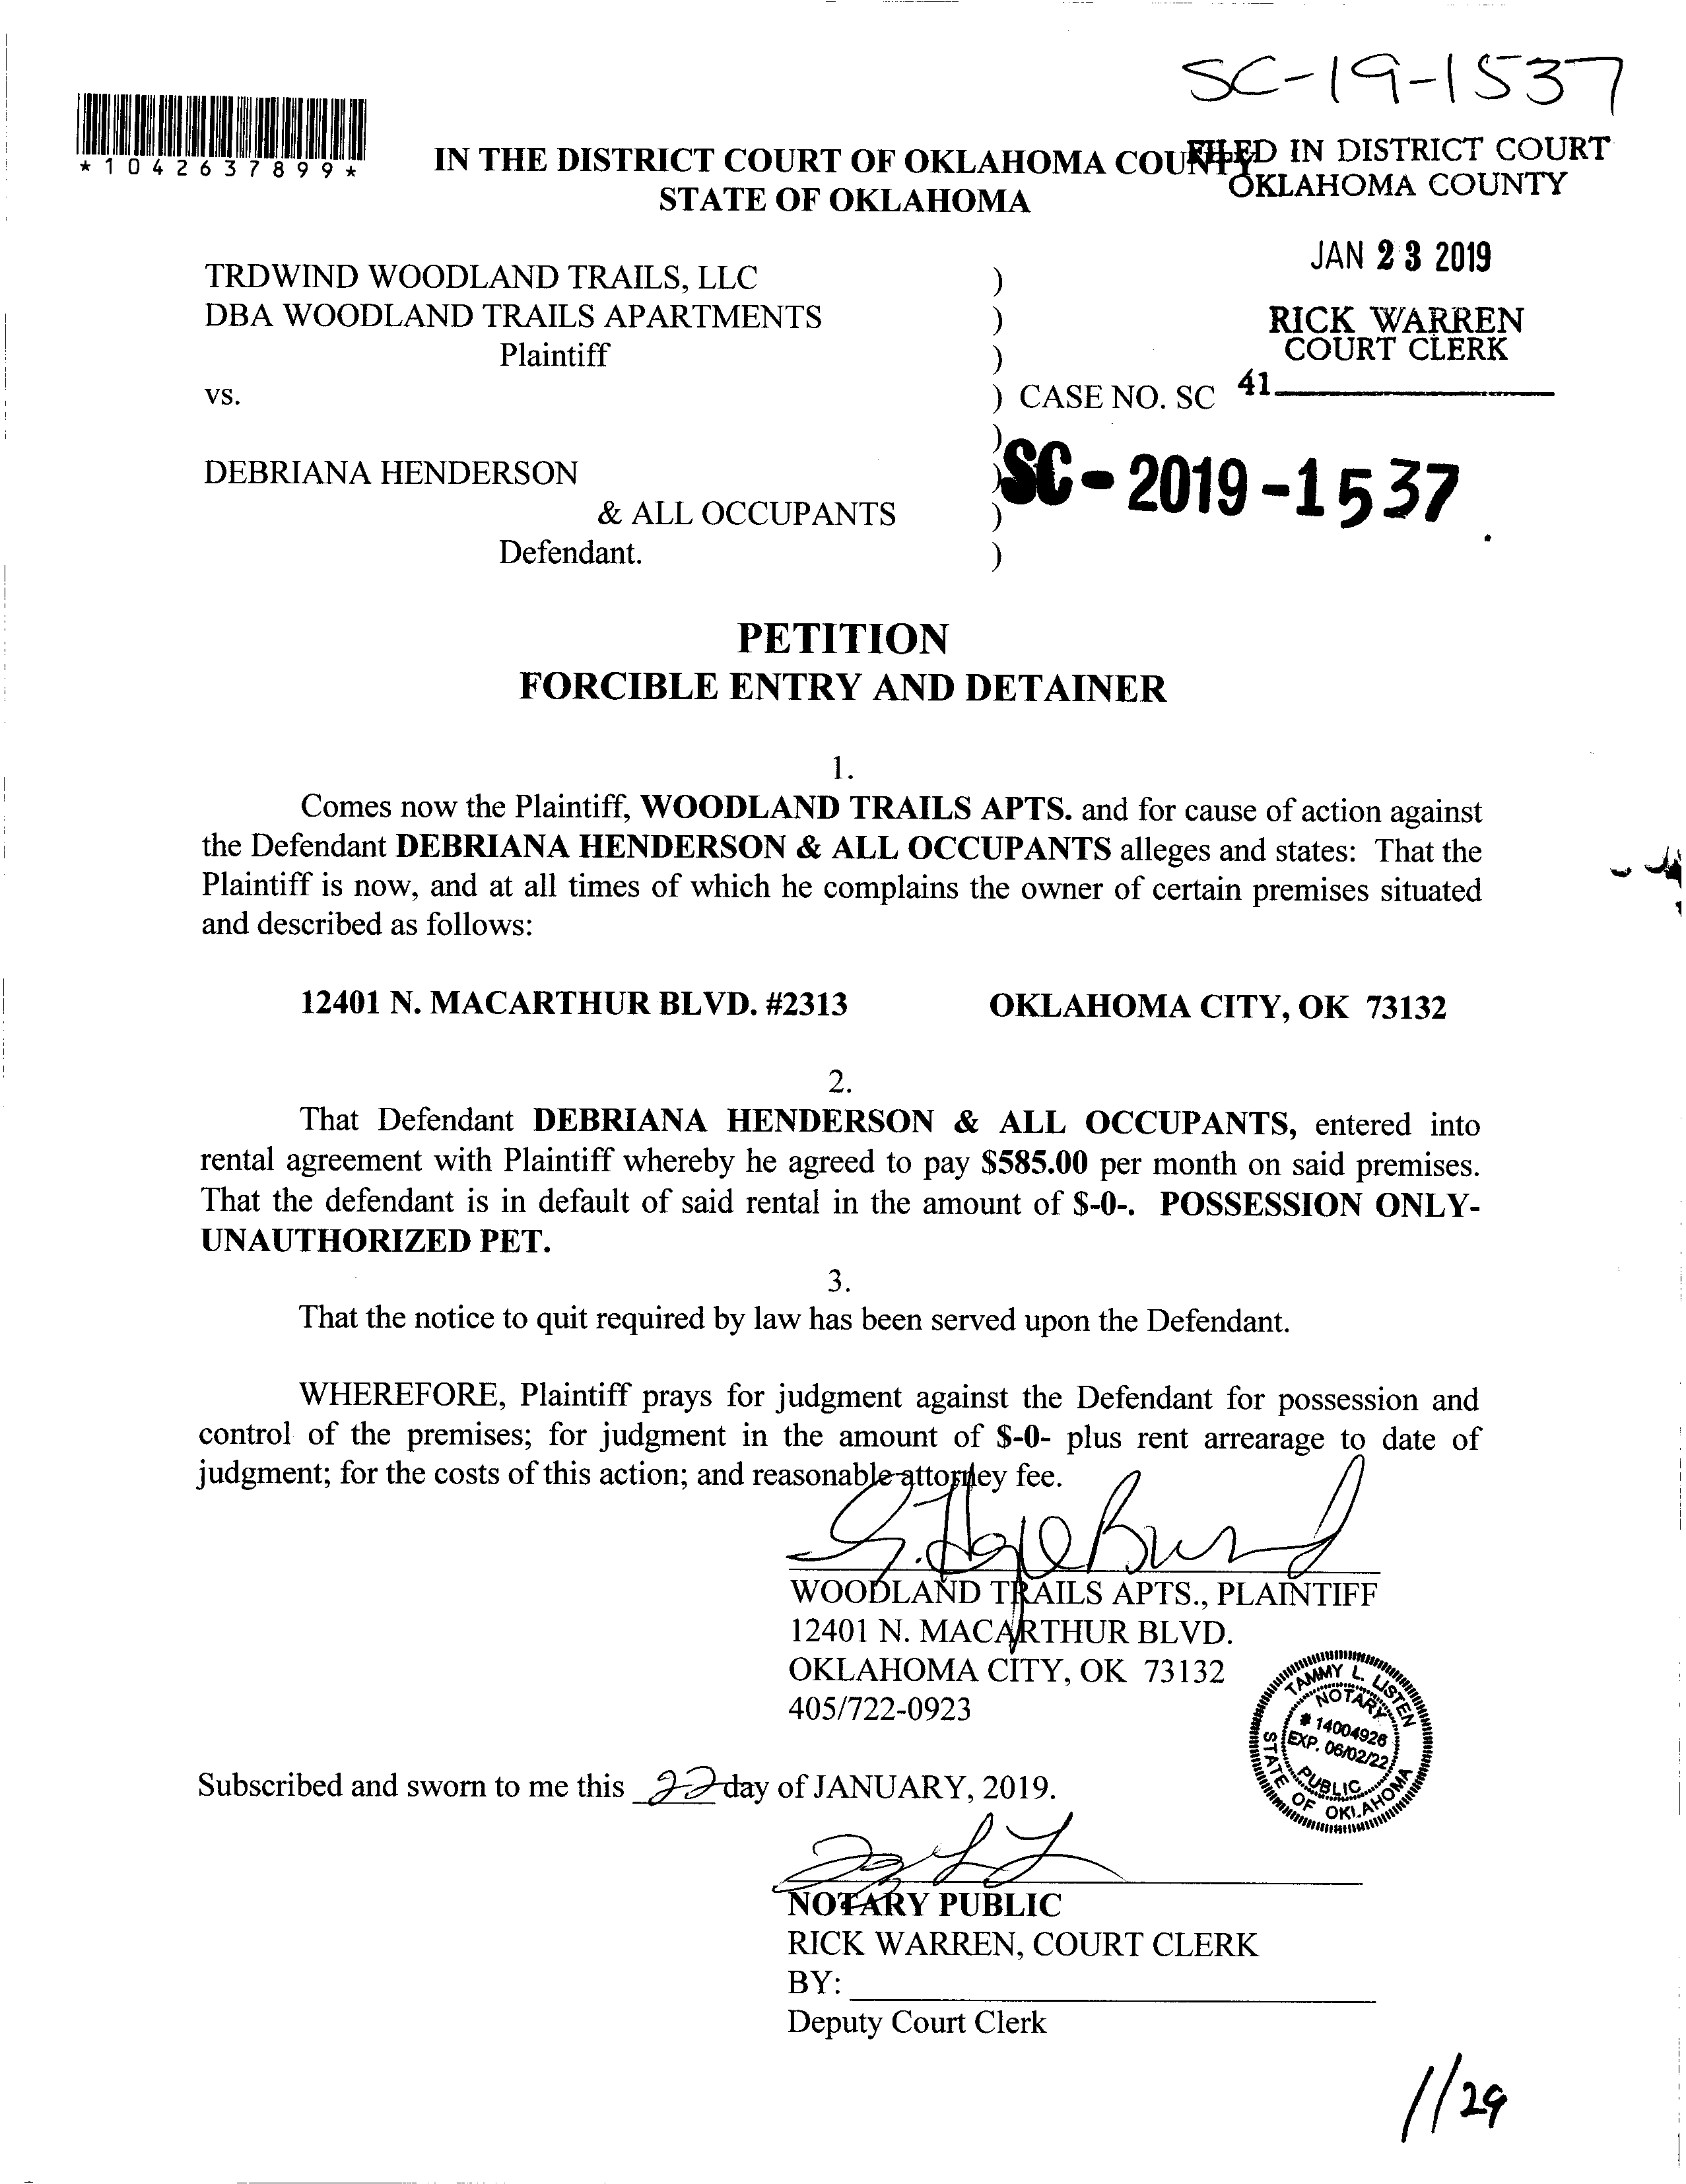 SC-19-1537
*1042637899*
IN THE DISTRICT COURT OF OKLAHOMA COUNTY
STATE OF OKLAHOMA
FILED IN DISTRICT COURT
OKLAHOMA COUNTY
JAN 23 2019
RICK WARREN
COURT CLERK
41
TRDWIND WOODLAND TRAILS, LLC )
DBA WOODLAND TRAILS APARTMENTS )
Plaintiff )
vs. ) CASE NO. SC
)
DEBRIANA HENDERSON ) SC-2019-1537
& ALL OCCUPANTS )
Defendant. )
PETITION
FORCIBLE ENTRY AND DETAINER
1.
Comes now the Plaintiff, WOODLAND TRAILS APTS. and for cause of action against
the Defendant DEBRIANA HENDERSON & ALL OCCUPANTS alleges and states: That the
Plaintiff is now, and at all times of which he complains the owner of certain premises situated
and described as follows:
12401 N. MACARTHUR BLVD. #2313 OKLAHOMA CITY, OK 73132
2.
That Defendant DEBRIANA HENDERSON & ALL OCCUPANTS, entered into
rental agreement with Plaintiff whereby he agreed to pay $585.00 per month on said premises.
That the defendant is in default of said rental in the amount of $-0-. POSSESSION ONLY-
UNAUTHORIZED PET.
3.
That the notice to quit required by law has been served upon the Defendant.
WHEREFORE, Plaintiff prays for judgment against the Defendant for possession and
control of the premises; for judgment in the amount of $-0- plus rent arrearage to date of
judgment; for the costs of this action; and reasonable attorney fee.
WOODLAND TRAILS APTS., PLAINTIFF
12401 N. MACARTHUR BLVD.
OKLAHOMA CITY, OK 73132
405/722-0923
TAMMY L. LISTEN
NOTARY
# 14004926
EXP. 06/02/22
PUBLIC
STATE OF OKLAHOMA
Subscribed and sworn to me this 22 day of JANUARY, 2019.
NOTARY PUBLIC
RICK WARREN, COURT CLERK
BY:
Deputy Court Clerk
1/29